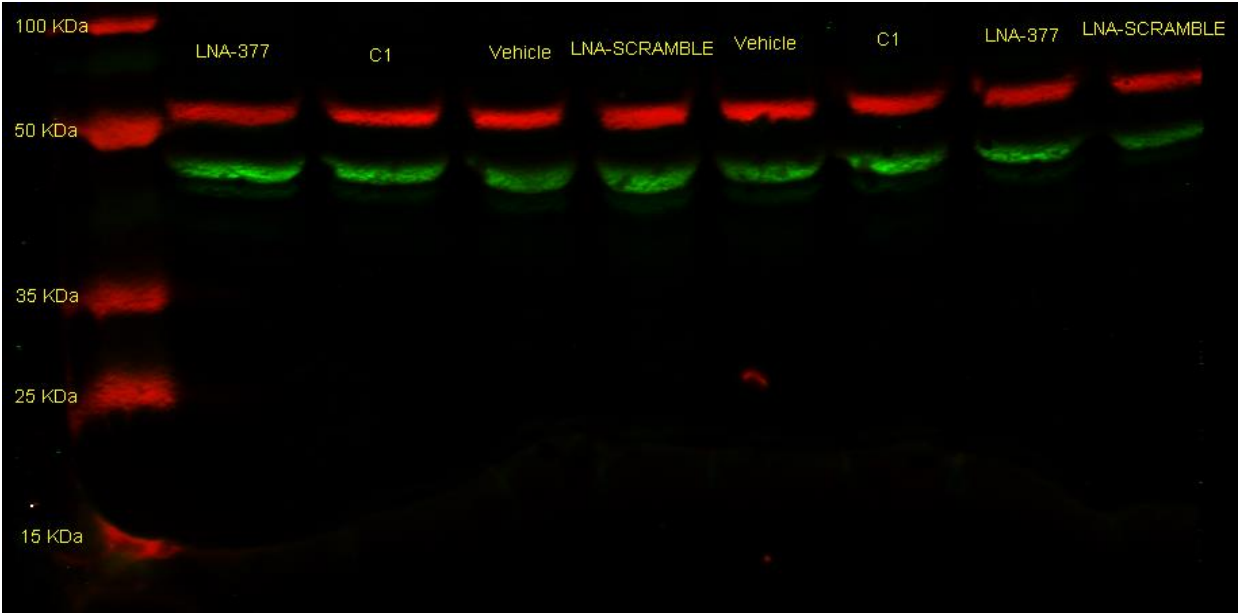 100 KDa
LNA-377
C1
Vehicle
LNA-SCRAMBLE
Vehicle
C1
LNA-377
LNA-SCRAMBLE
50 KDa
35 KDa
25 KDa
15 KDa